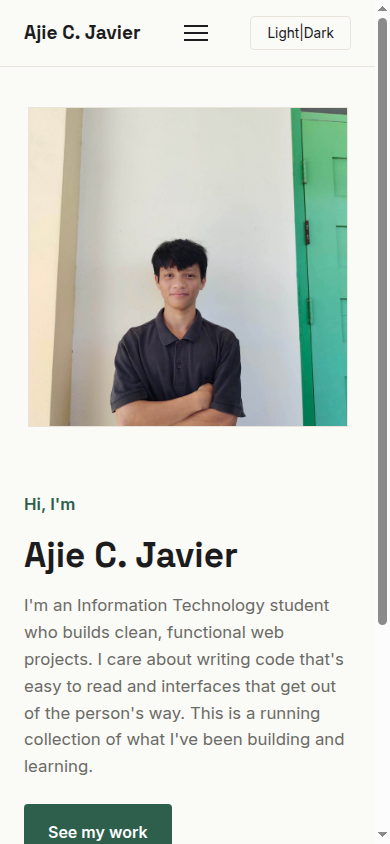 Ajie C. Javier
Light|Dark
Hi, I'm
Ajie C. Javier
I'm an Information Technology student
who builds clean, functional web
projects. I care about writing code that's
easy to read and interfaces that get out
of the person's way. This is a running
collection of what I've been building and
learning.
See my work